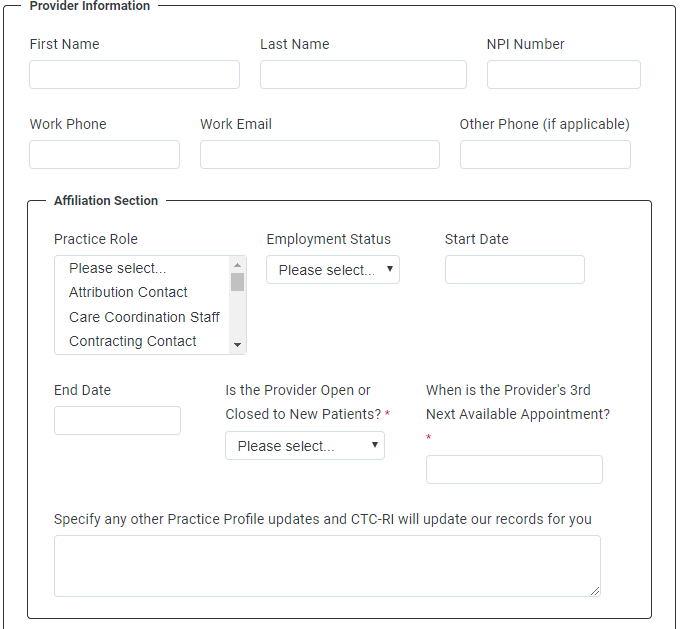 Provider Information
First Name Last Name NPI Number
Work Phone Work Email Other Phone (if applicable)
Affiliation Section
Practice Role Employment Status Start Date
Please select...
Attribution Contact
Care Coordination Staff
Contracting Contact
Please select...
End Date
Is the Provider Open or
Closed to New Patients? *
Please select...
When is the Provider's 3rd
Next Available Appointment?
*
Specify any other Practice Profile updates and CTC-RI will update our records for you